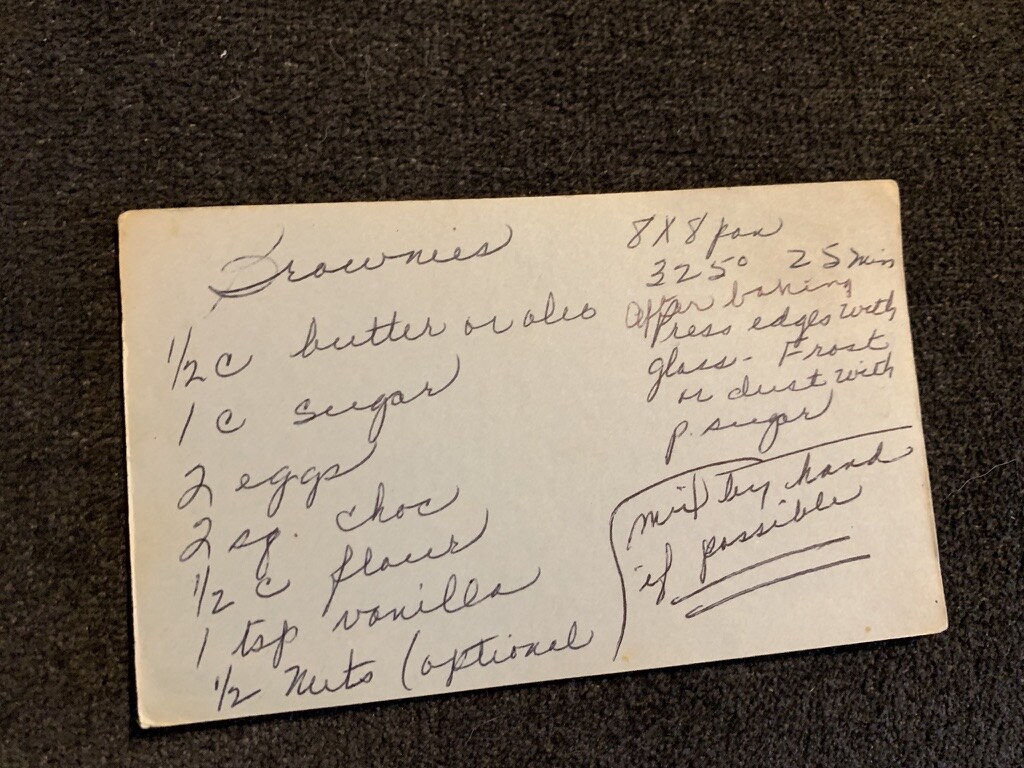 Brownies
1/2 c butter or oleo
1 c sugar
2 eggs
2 sq. choc
1/2 c flour
1 tsp vanilla
1/2 Nuts (optional
8 X 8 pan
325° 25 min
After baking
Press edges with
glass - Frost
or dust with
p. sugar
mix by hand
if possible